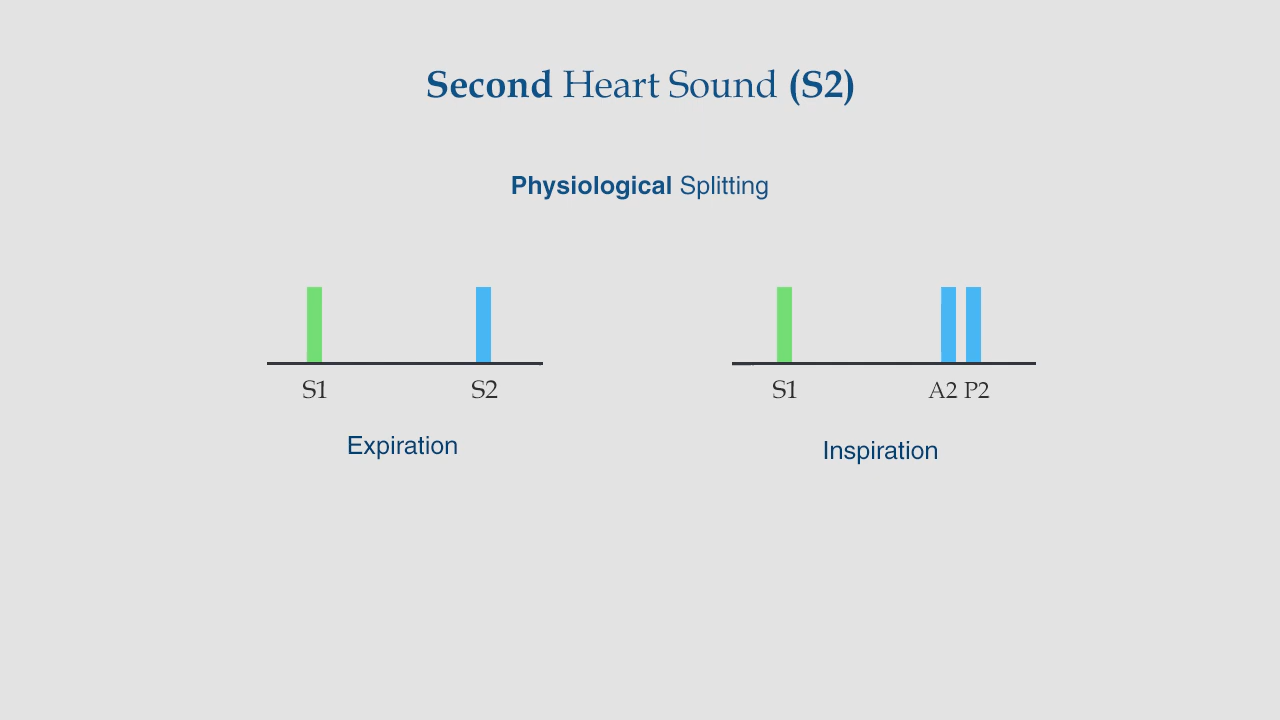 Second Heart Sound (S2)
Physiological Splitting
S1 S2 S1 A2 P2
Expiration Inspiration